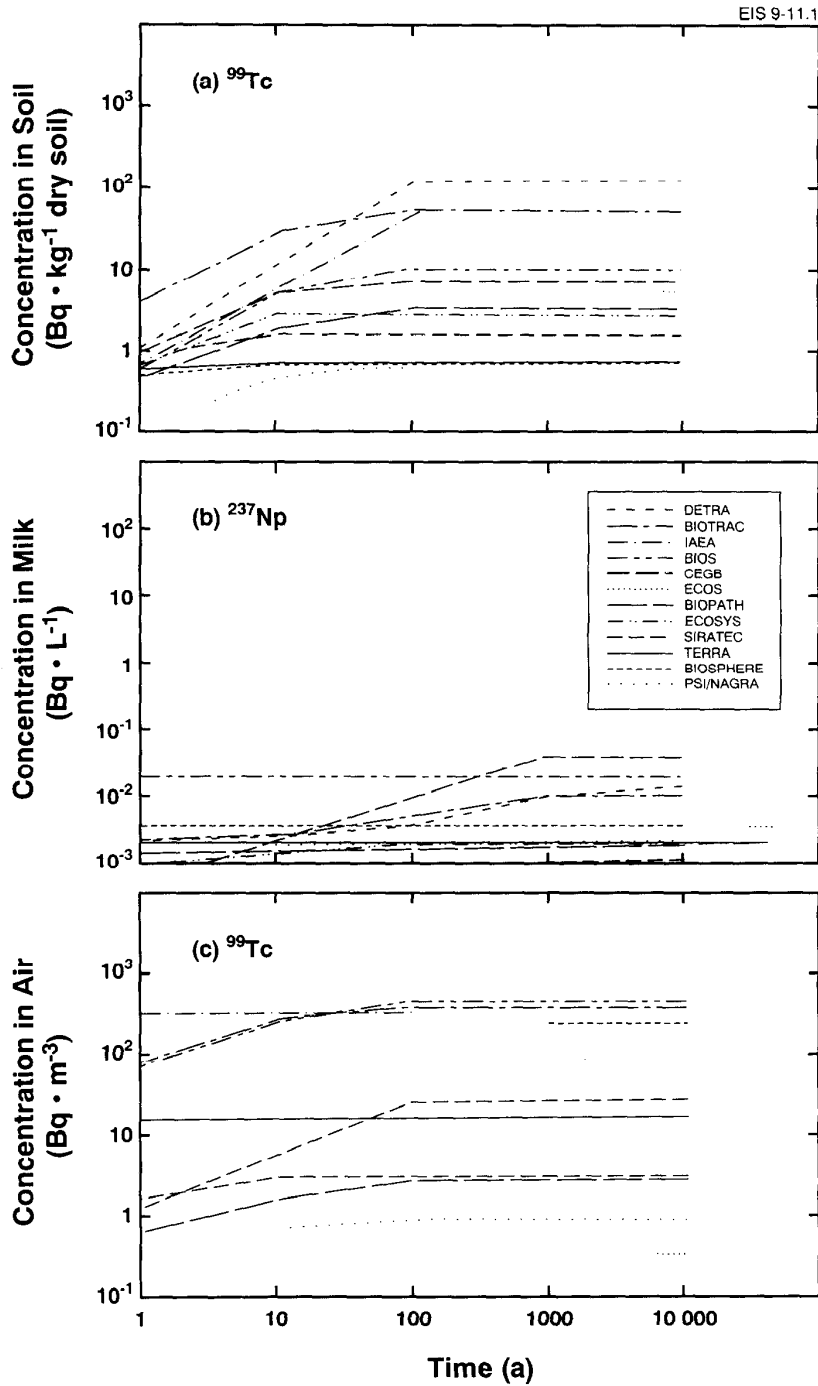 EIS 9-11.1
(a) ⁹⁹Tc
Concentration in Soil
(Bq • kg⁻¹ dry soil)
10³
10²
10
1
10⁻¹
(b) ²³⁷Np
Concentration in Milk
(Bq • L⁻¹)
10²
10
1
10⁻¹
10⁻²
10⁻³
DETRA
BIOTRAC
IAEA
BIOS
CEGB
ECOS
BIOPATH
ECOSYS
SIRATEC
TERRA
BIOSPHERE
PSI/NAGRA
(c) ⁹⁹Tc
Concentration in Air
(Bq • m⁻³)
10³
10²
10
1
10⁻¹
1 10 100 1000 10 000
Time (a)